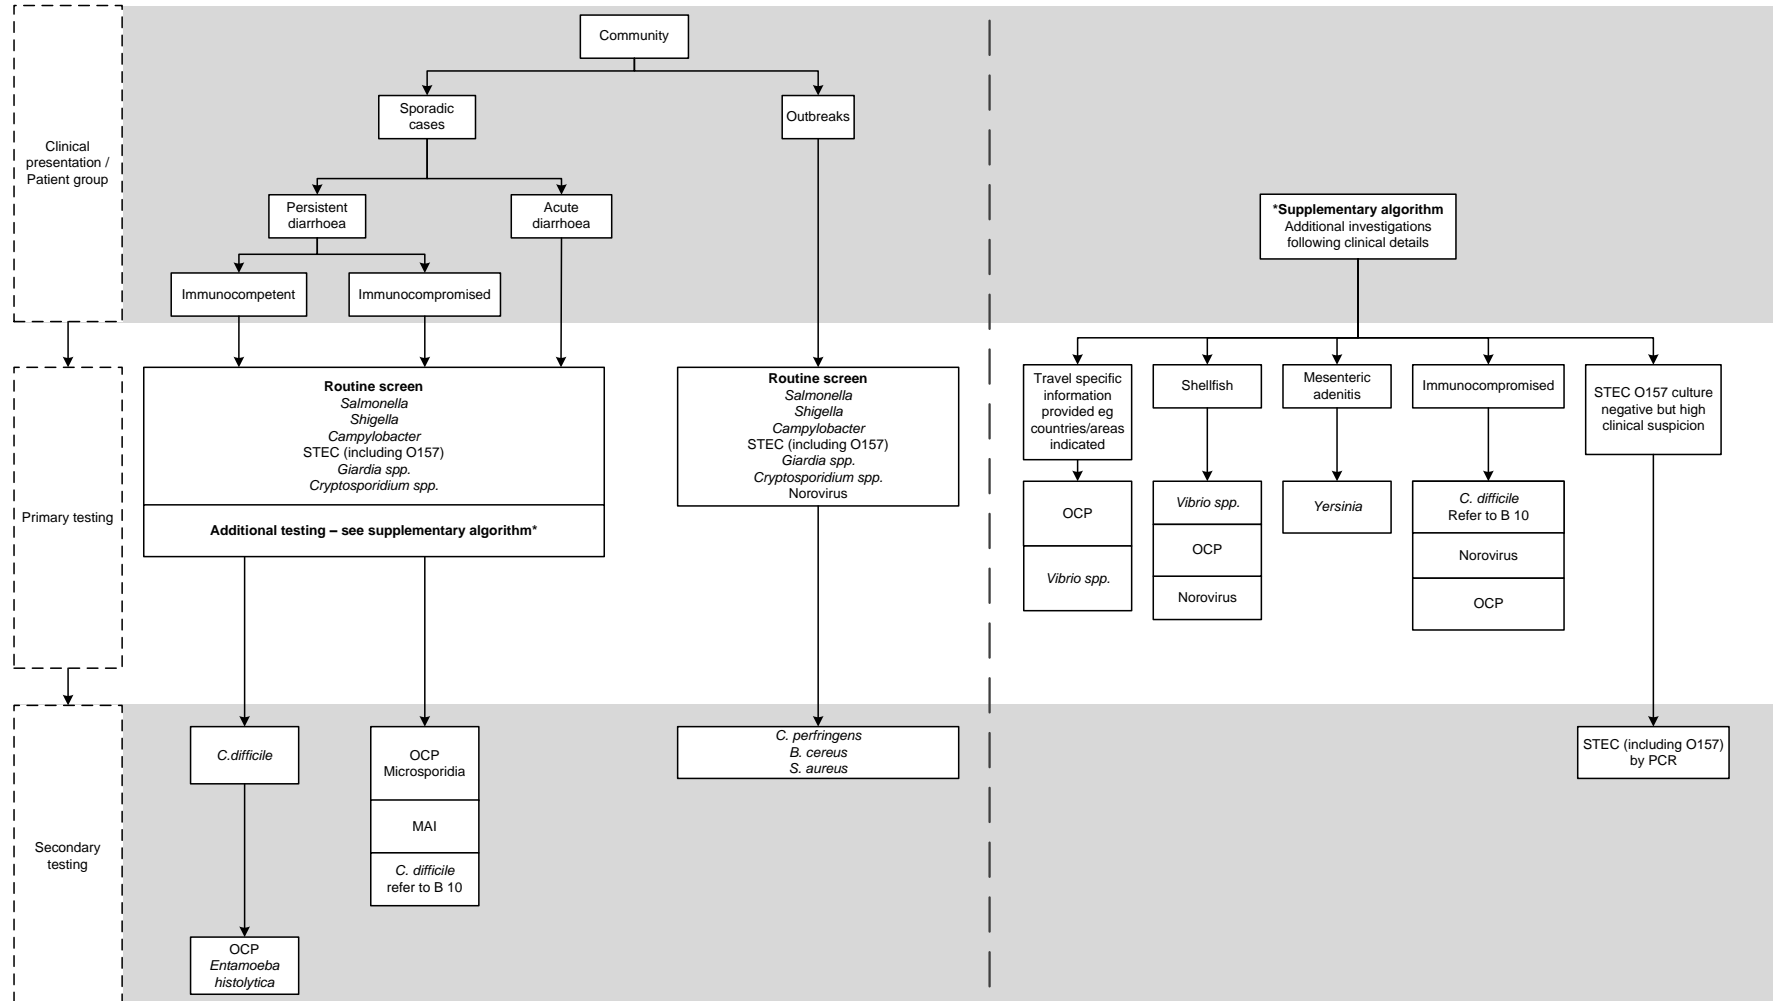 Community
Sporadic
cases
Outbreaks
Clinical
presentation /
Patient group
Persistent
diarrhoea
Acute
diarrhoea
*Supplementary algorithm
Additional investigations
following clinical details
Immunocompetent
Immunocompromised
Primary testing
Routine screen
Salmonella
Shigella
Campylobacter
STEC (including O157)
Giardia spp.
Cryptosporidium spp.
Additional testing – see supplementary algorithm*
Routine screen
Salmonella
Shigella
Campylobacter
STEC (including O157)
Giardia spp.
Cryptosporidium spp.
Norovirus
Travel specific
information
provided eg
countries/areas
indicated
OCP
Vibrio spp.
Shellfish
Vibrio spp.
OCP
Norovirus
Mesenteric
adenitis
Yersinia
Immunocompromised
C. difficile
Refer to B 10
Norovirus
OCP
STEC O157 culture
negative but high
clinical suspicion
Secondary
testing
C.difficile
OCP
Entamoeba
histolytica
OCP
Microsporidia
MAI
C. difficile
refer to B 10
C. perfringens
B. cereus
S. aureus
STEC (including O157)
by PCR